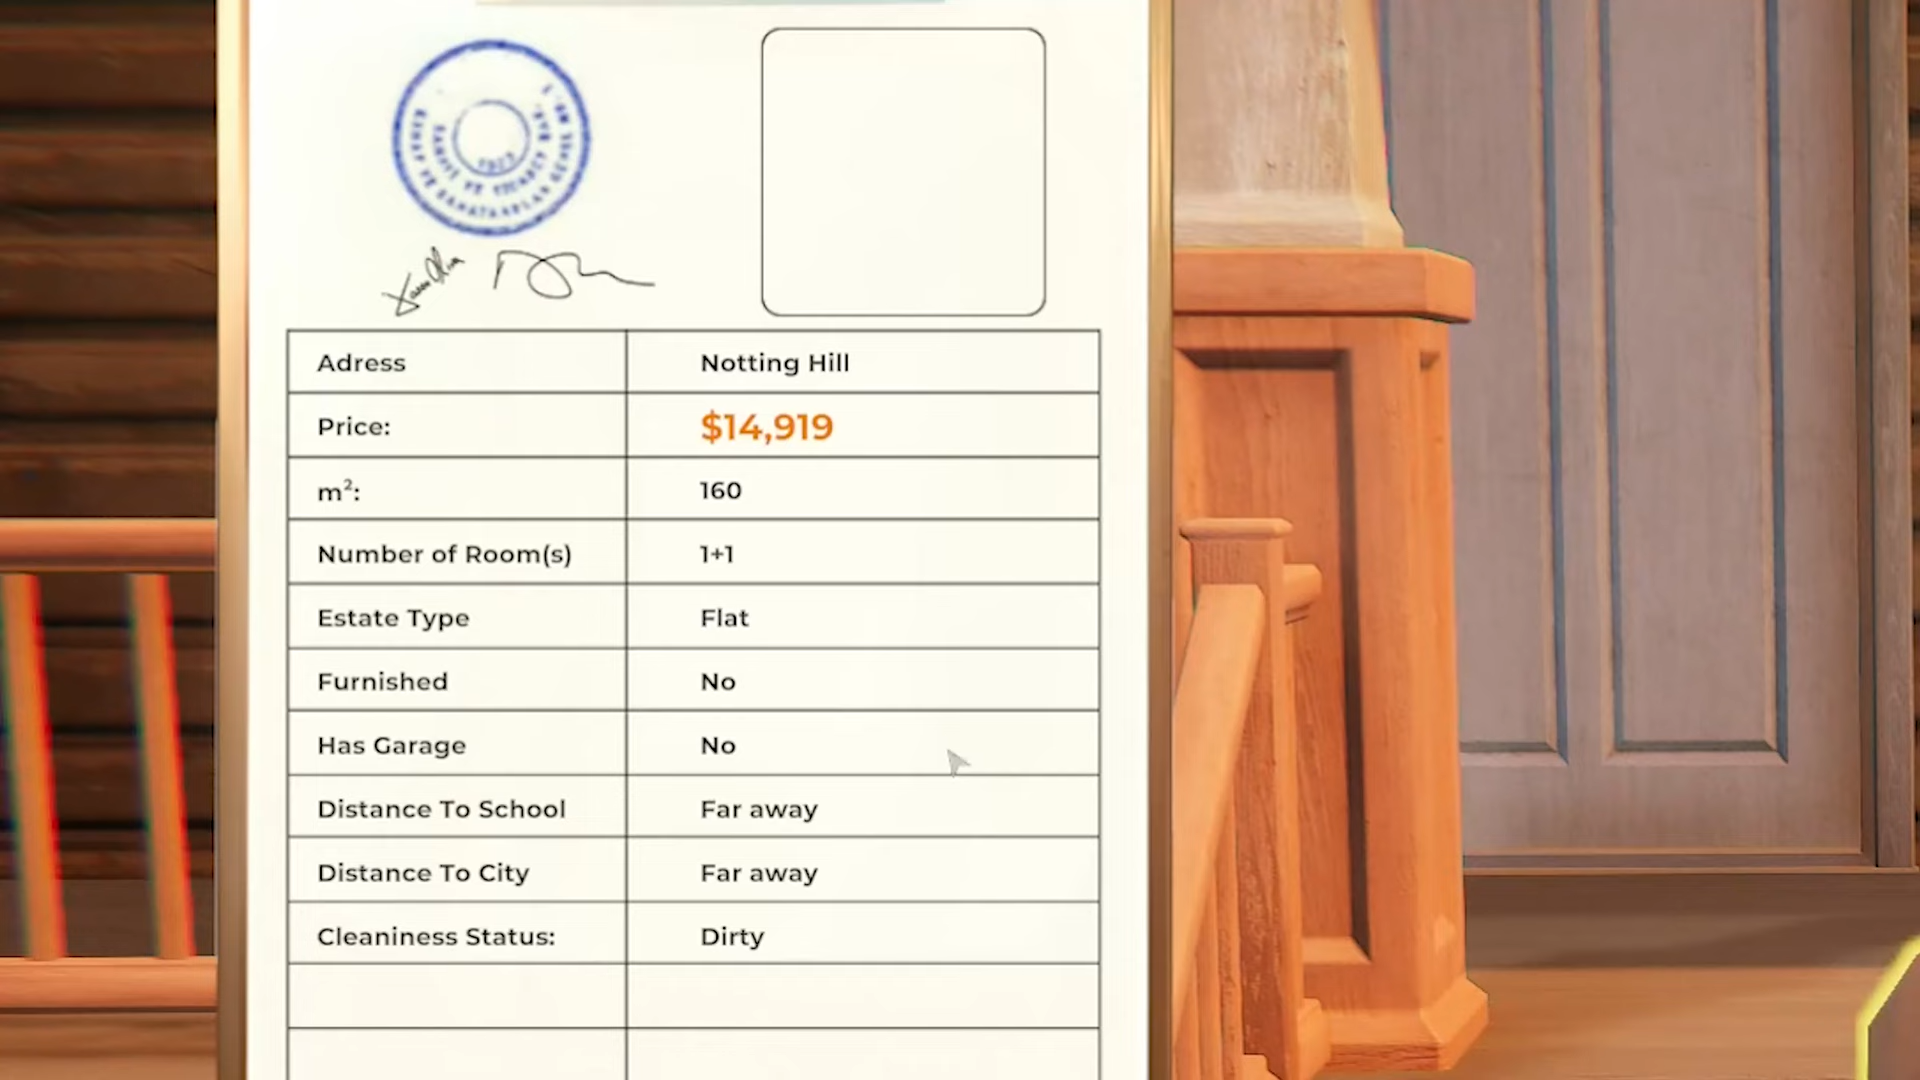 Adress Notting Hill
Price: $14,919
m²: 160
Number of Room(s) 1+1
Estate Type Flat
Furnished No
Has Garage No
Distance To School Far away
Distance To City Far away
Cleaniness Status: Dirty